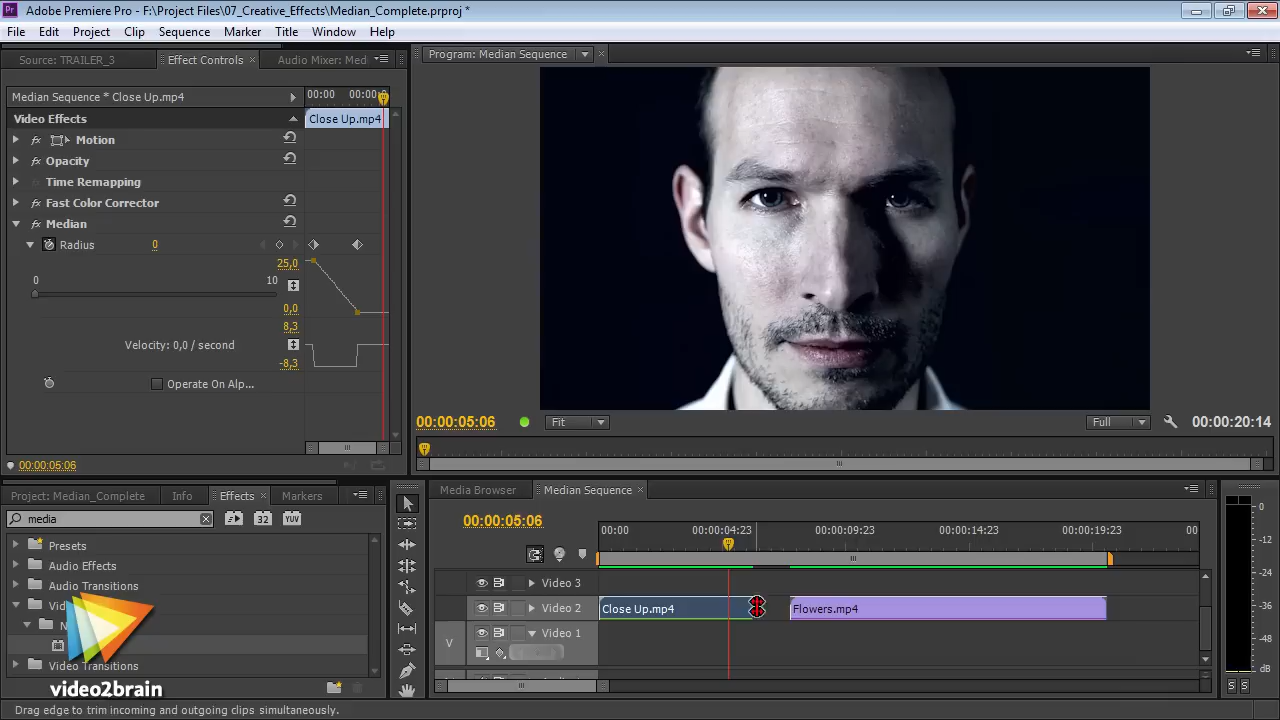 Adobe Premiere Pro - F:\Project Files\07_Creative_Effects\Median_Complete.prproj *
File Edit Project Clip Sequence Marker Title Window Help
Source: TRAILER_3 Effect Controls Audio Mixer: Med
Program: Median Sequence
Median Sequence * Close Up.mp4
00:00
Video Effects
Close Up.mp4
Motion
Opacity
Time Remapping
Fast Color Corrector
Median
Radius 0
25,0
0 10
0,0
8,3
Velocity: 0,0 / second
-8,3
Operate On Alp...
00:00:05:06
00:00:05:06 Fit Full 00:00:20:14
Project: Median_Complete Info Effects Markers
media 32 YUV
Presets
Audio Effects
Audio Transitions
Video Transitions
video2brain
Media Browser Median Sequence
00:00:05:06
00:00 00:00:04:23 00:00:09:23 00:00:14:23 00:00:19:23 00
Video 3
Video 2 Close Up.mp4 Flowers.mp4
V Video 1
0
-6
-12
-18
-24
-30
-36
-42
-48
-54
dB
S S
Drag edge to trim incoming and outgoing clips simultaneously.